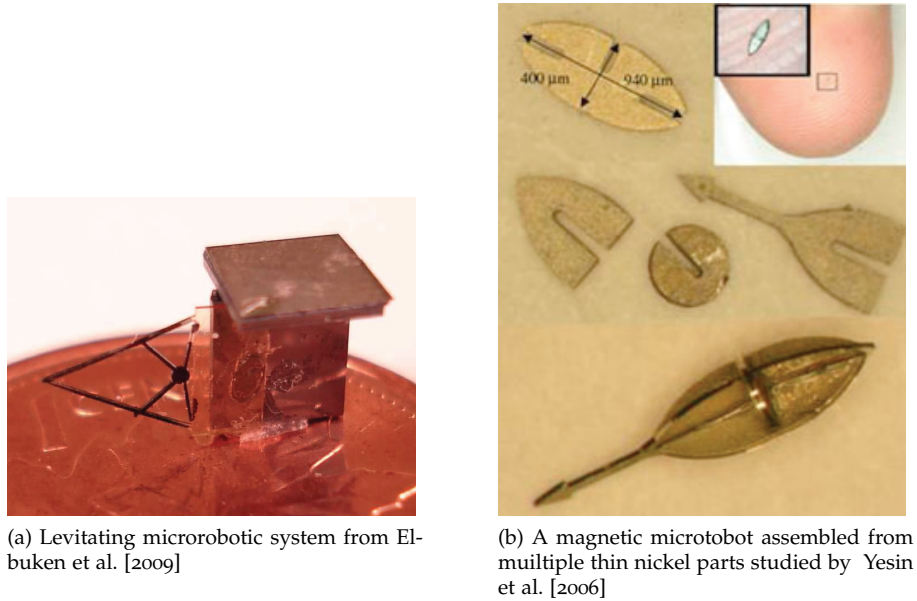 400 µm
940 µm
(a) Levitating microrobotic system from El-
buken et al. [2009]
(b) A magnetic microtobot assembled from
muiltiple thin nickel parts studied by Yesin
et al. [2006]